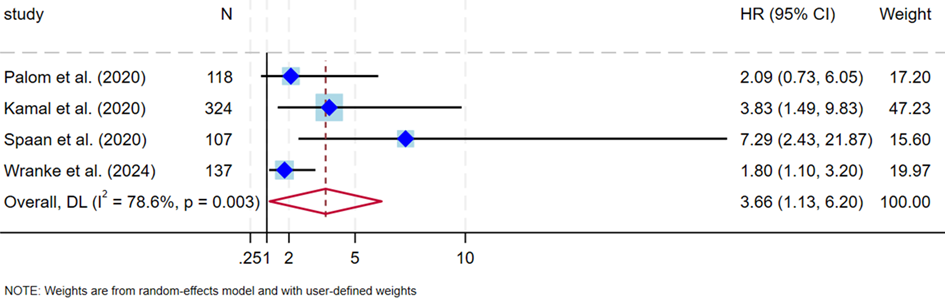 study N HR (95% CI) Weight
Palom et al. (2020) 118 2.09 (0.73, 6.05) 17.20
Kamal et al. (2020) 324 3.83 (1.49, 9.83) 47.23
Spaan et al. (2020) 107 7.29 (2.43, 21.87) 15.60
Wranke et al. (2024) 137 1.80 (1.10, 3.20) 19.97
Overall, DL (I² = 78.6%, p = 0.003) 3.66 (1.13, 6.20) 100.00
.25 1 2 5 10
NOTE: Weights are from random-effects model and with user-defined weights